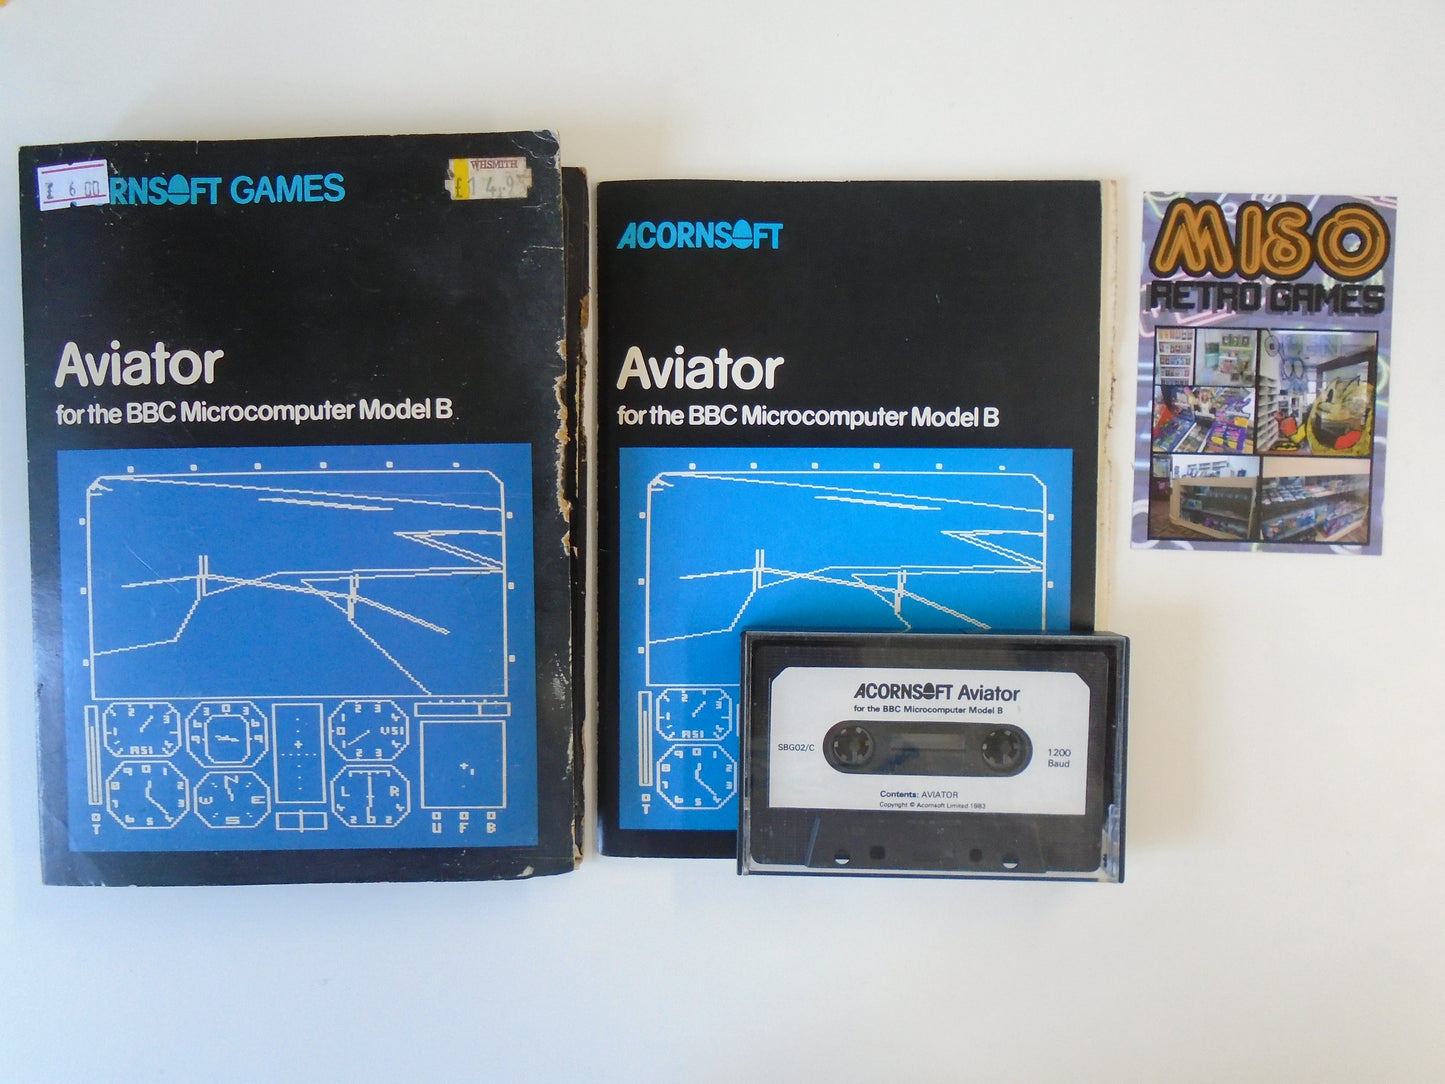 £ 6.00
RNSOFT GAMES
WHSMITH
£14.95
Aviator
for the BBC Microcomputer Model B
ASI
VSI
N
W E
S
L R
T
U F B
ACORNSOFT
Aviator
for the BBC Microcomputer Model B
ASI
T
ACORNSOFT Aviator
for the BBC Microcomputer Model B
SBG02/C
1200
Baud
Contents: AVIATOR
Copyright © Acornsoft Limited 1983
MISO
RETRO GAMES